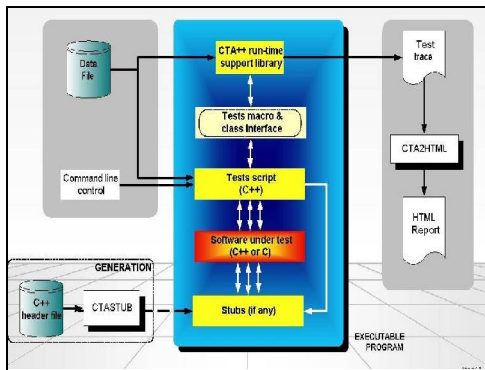 Data
File
CTA++ run-time
support library
Test
trace
Tests macro &
class Interface
Command line
control
Tests script
(C++)
CTA2HTML
Software under test
(C++ or C)
HTML
Report
GENERATION
C++
header file
CTASTUB
Stubs (if any)
EXECUTABLE
PROGRAM